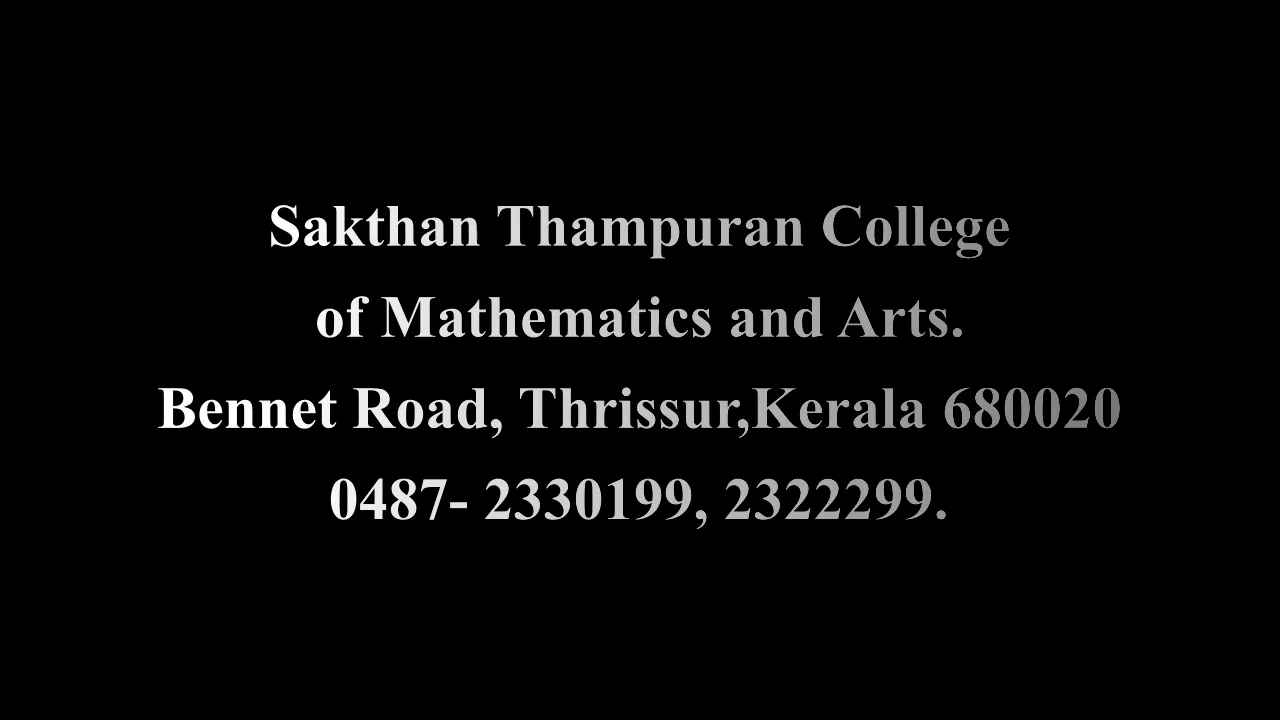 Sakthan Thampuran College
of Mathematics and Arts.
Bennet Road, Thrissur,Kerala 680020
0487- 2330199, 2322299.